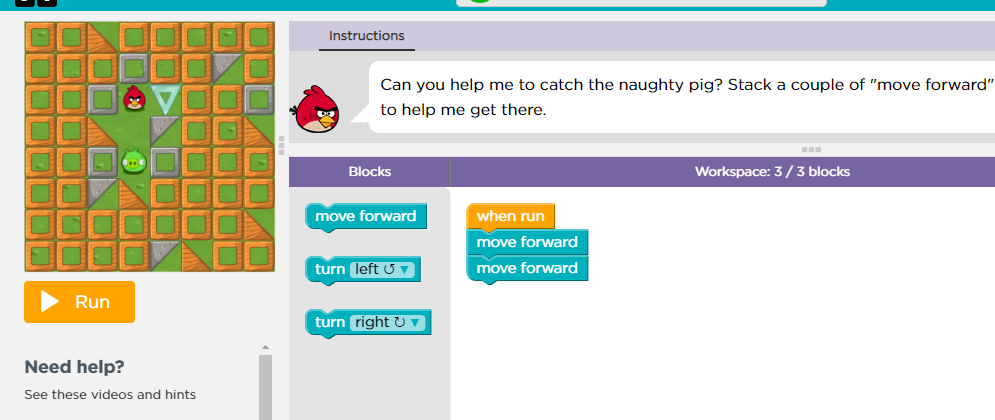 Instructions
Can you help me to catch the naughty pig? Stack a couple of "move forward"
to help me get there.
Blocks
Workspace: 3 / 3 blocks
move forward
turn left ↺ ▼
turn right ↻ ▼
when run
move forward
move forward
Run
Need help?
See these videos and hints